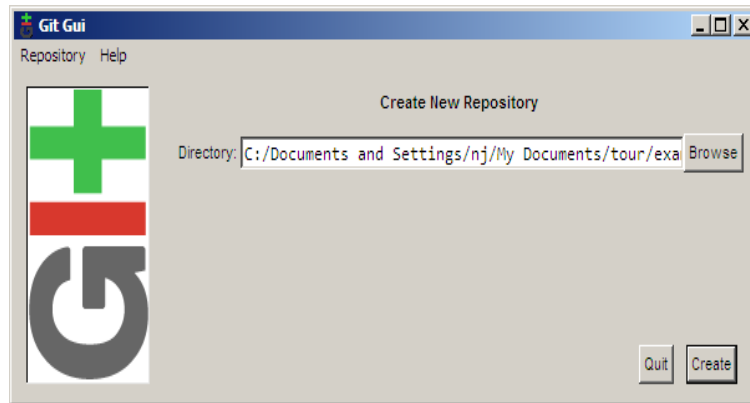 Git Gui
Repository Help
Create New Repository
Directory: C:/Documents and Settings/nj/My Documents/tour/exa Browse
GIT
Quit Create